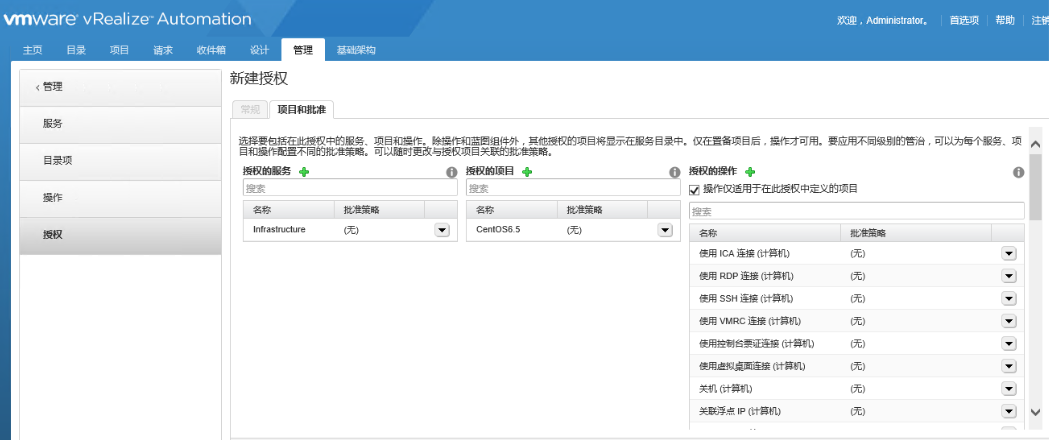 vmware vRealize™ Automation
欢迎，Administrator。 首选项 帮助 注销
主页 目录 项目 请求 收件箱 设计 管理 基础架构
管理
服务
目录项
操作
授权
新建授权
常规 项目和批准
选择要包括在此授权中的服务、项目和操作。除操作和蓝图组件外，其他授权的项目将显示在服务目录中。仅在置备项目后，操作才可用。要应用不同级别的管治，可以为每个服务、项
目和操作配置不同的批准策略。可以随时更改与授权项目关联的批准策略。
授权的服务 授权的项目 授权的操作
操作仅适用于在此授权中定义的项目
搜索 搜索 搜索
名称 批准策略 名称 批准策略 名称 批准策略
Infrastructure (无) CentOS6.5 (无)
使用 ICA 连接 (计算机) (无)
使用 RDP 连接 (计算机) (无)
使用 SSH 连接 (计算机) (无)
使用 VMRC 连接 (计算机) (无)
使用控制台票证连接 (计算机) (无)
使用虚拟桌面连接 (计算机) (无)
关机 (计算机) (无)
关联浮点 IP (计算机) (无)